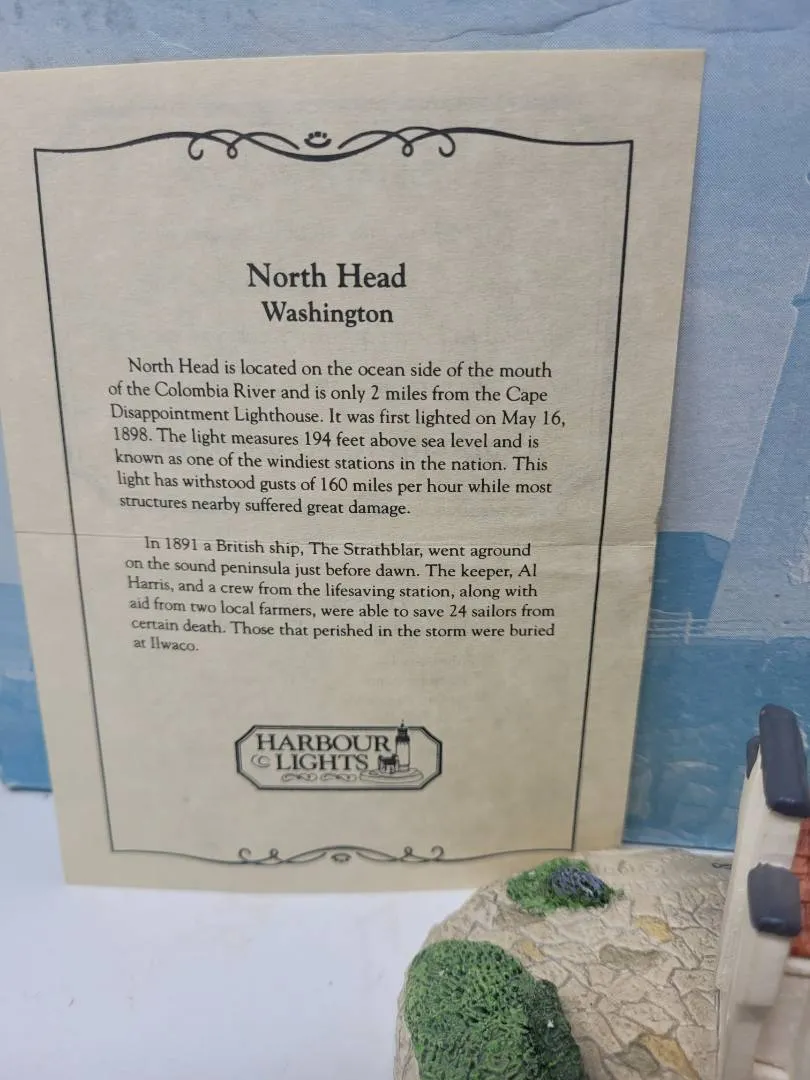 North Head
Washington
North Head is located on the ocean side of the mouth
of the Colombia River and is only 2 miles from the Cape
Disappointment Lighthouse. It was first lighted on May 16,
1898. The light measures 194 feet above sea level and is
known as one of the windiest stations in the nation. This
light has withstood gusts of 160 miles per hour while most
structures nearby suffered great damage.
In 1891 a British ship, The Strathblar, went aground
on the sound peninsula just before dawn. The keeper, Al
Harris, and a crew from the lifesaving station, along with
aid from two local farmers, were able to save 24 sailors from
certain death. Those that perished in the storm were buried
at Ilwaco.
HARBOUR
LIGHTS